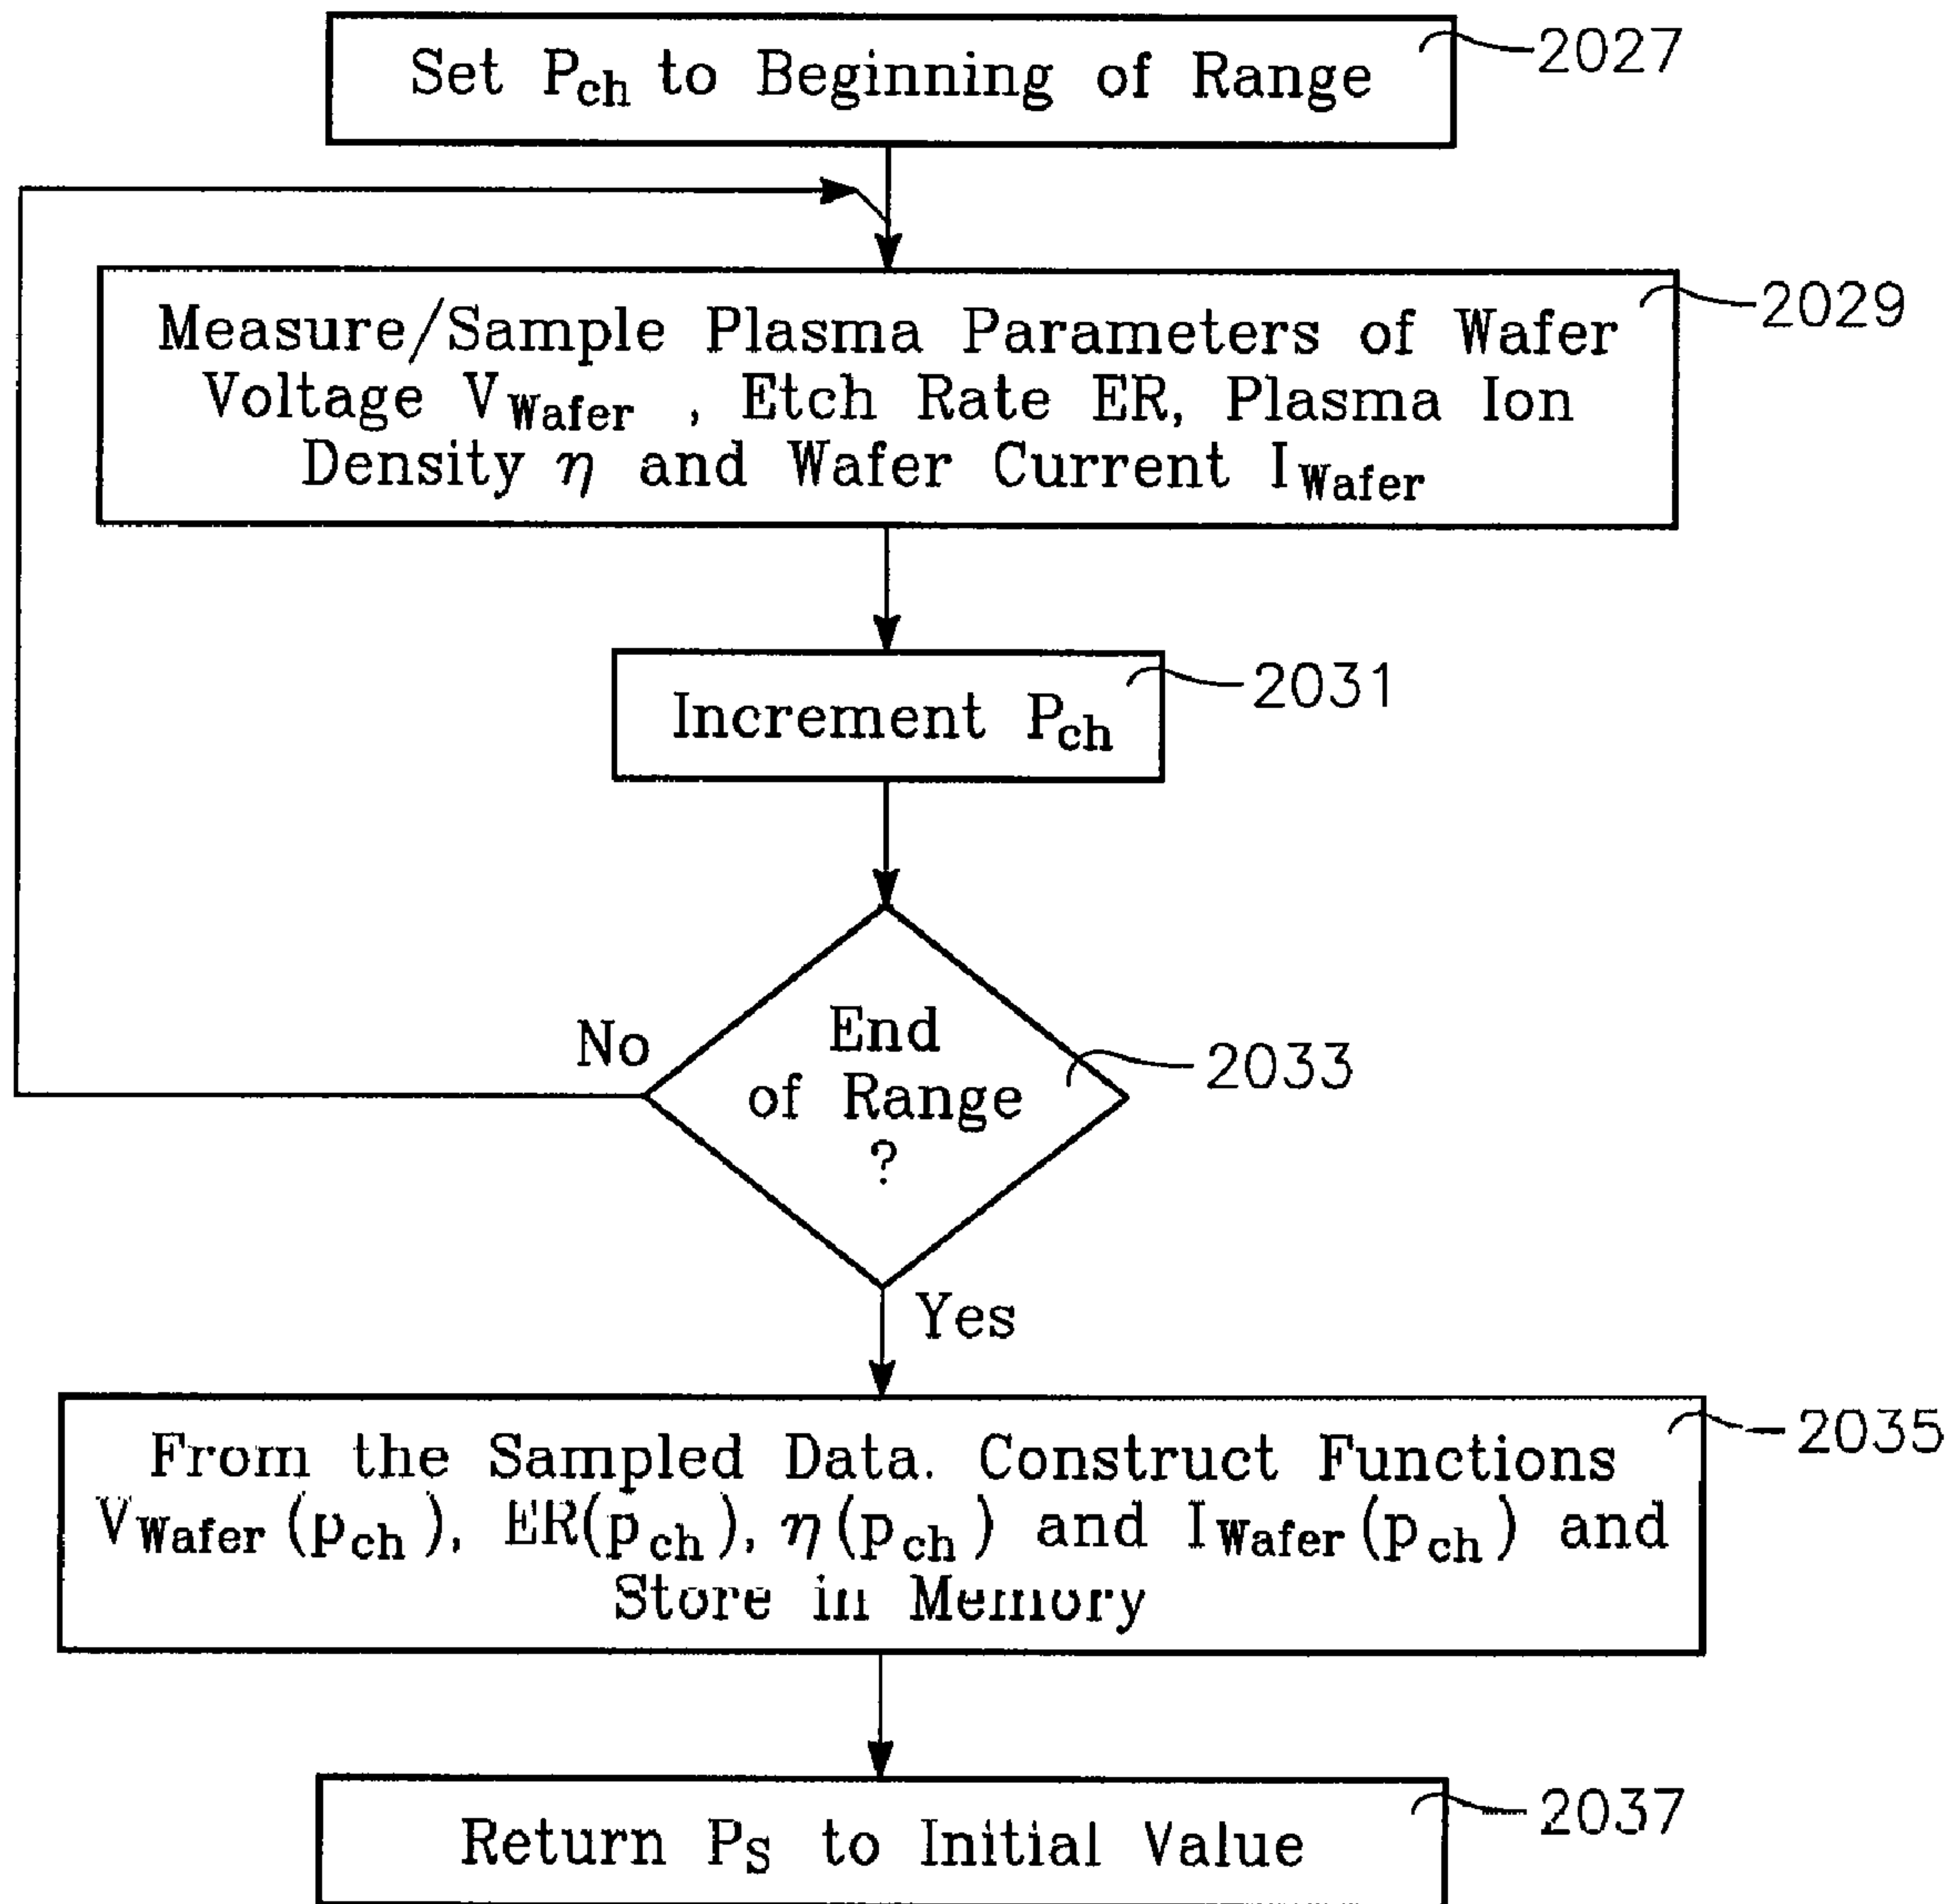 Set Pch to Beginning of Range
2027
Measure/Sample Plasma Parameters of Wafer
Voltage VWafer , Etch Rate ER, Plasma Ion
Density η and Wafer Current IWafer
2029
Increment Pch
2031
End
of Range
?
2033
No
Yes
From the Sampled Data. Construct Functions
VWafer (pch), ER(pch), η(pch) and IWafer(pch) and
Store in Memory
2035
Return PS to Initial Value
2037